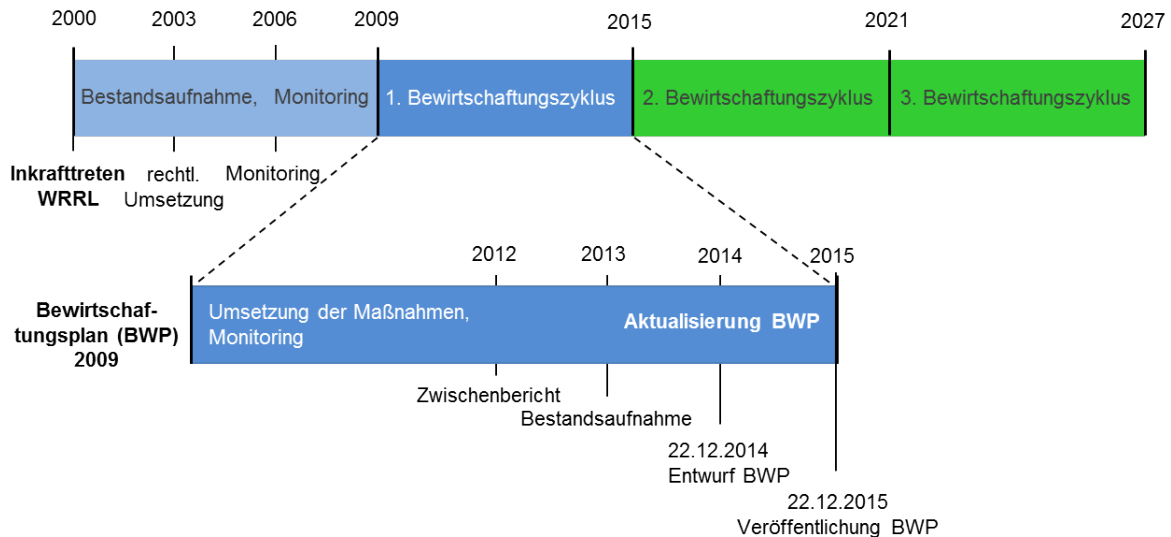 2000 2003 2006 2009 2015 2021 2027
Bestandsaufnahme, Monitoring
1. Bewirtschaftungszyklus
2. Bewirtschaftungszyklus
3. Bewirtschaftungszyklus
Inkrafttreten
WRRL
rechtl.
Umsetzung
Monitoring
2012 2013 2014 2015
Bewirtschaf-
tungsplan (BWP)
2009
Umsetzung der Maßnahmen,
Monitoring
Aktualisierung BWP
Zwischenbericht
Bestandsaufnahme
22.12.2014
Entwurf BWP
22.12.2015
Veröffentlichung BWP